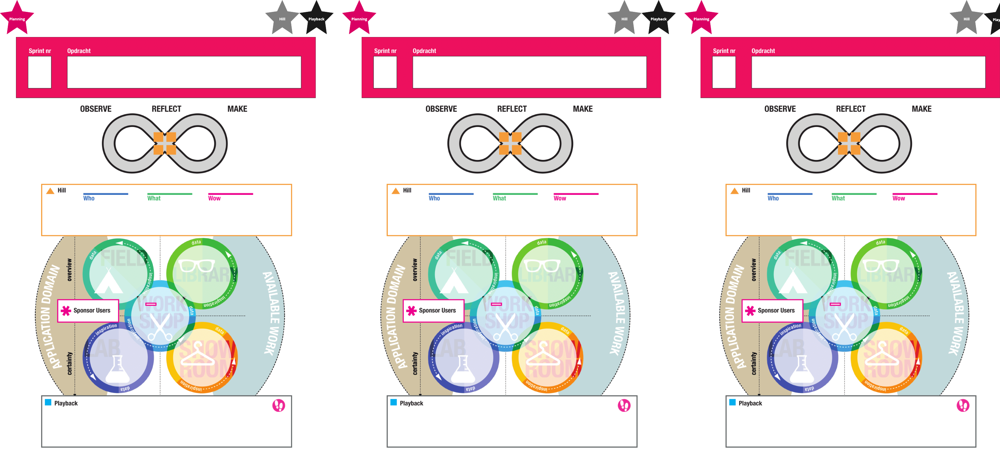 Planning
Hill
Playback
Sprint nr
Opdracht
OBSERVE
REFLECT
MAKE
Hill
Who
What
Wow
APPLICATION DOMAIN
overview
certainty
data
FIELD
inspiration
data
LIBRARY
inspiration
WORK
SHOP
data
inspiration
Sponsor Users
inspiration
LAB
data
data
SHOW
ROOM
inspiration
AVAILABLE WORK
Playback
Planning
Hill
Playback
Sprint nr
Opdracht
OBSERVE
REFLECT
MAKE
Hill
Who
What
Wow
APPLICATION DOMAIN
overview
certainty
data
FIELD
inspiration
data
LIBRARY
inspiration
WORK
SHOP
data
inspiration
Sponsor Users
inspiration
LAB
data
data
SHOW
ROOM
inspiration
AVAILABLE WORK
Playback
Planning
Hill
Play
Sprint nr
Opdracht
OBSERVE
REFLECT
MAKE
Hill
Who
What
Wow
APPLICATION DOMAIN
overview
certainty
data
FIELD
inspiration
data
LIBRARY
inspiration
WORK
SHOP
data
inspiration
Sponsor Users
inspiration
LAB
data
data
SHOW
ROOM
inspiration
AVAILABLE WORK
Playback